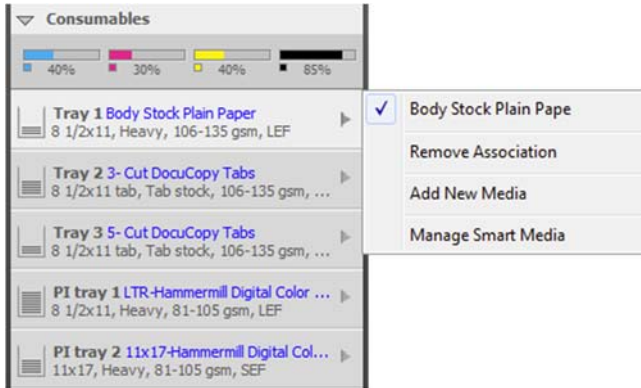 Consumables
40% 30% 40% 85%
Tray 1 Body Stock Plain Paper
8 1/2x11, Heavy, 106-135 gsm, LEF
Tray 2 3- Cut DocuCopy Tabs
8 1/2x11 tab, Tab stock, 106-135 gsm, ...
Tray 3 5- Cut DocuCopy Tabs
8 1/2x11 tab, Tab stock, 106-135 gsm, ...
PI tray 1 LTR-Hammermill Digital Color ...
8 1/2x11, Heavy, 81-105 gsm, LEF
PI tray 2 11x17-Hammermill Digital Col...
11x17, Heavy, 81-105 gsm, SEF
Body Stock Plain Pape
Remove Association
Add New Media
Manage Smart Media